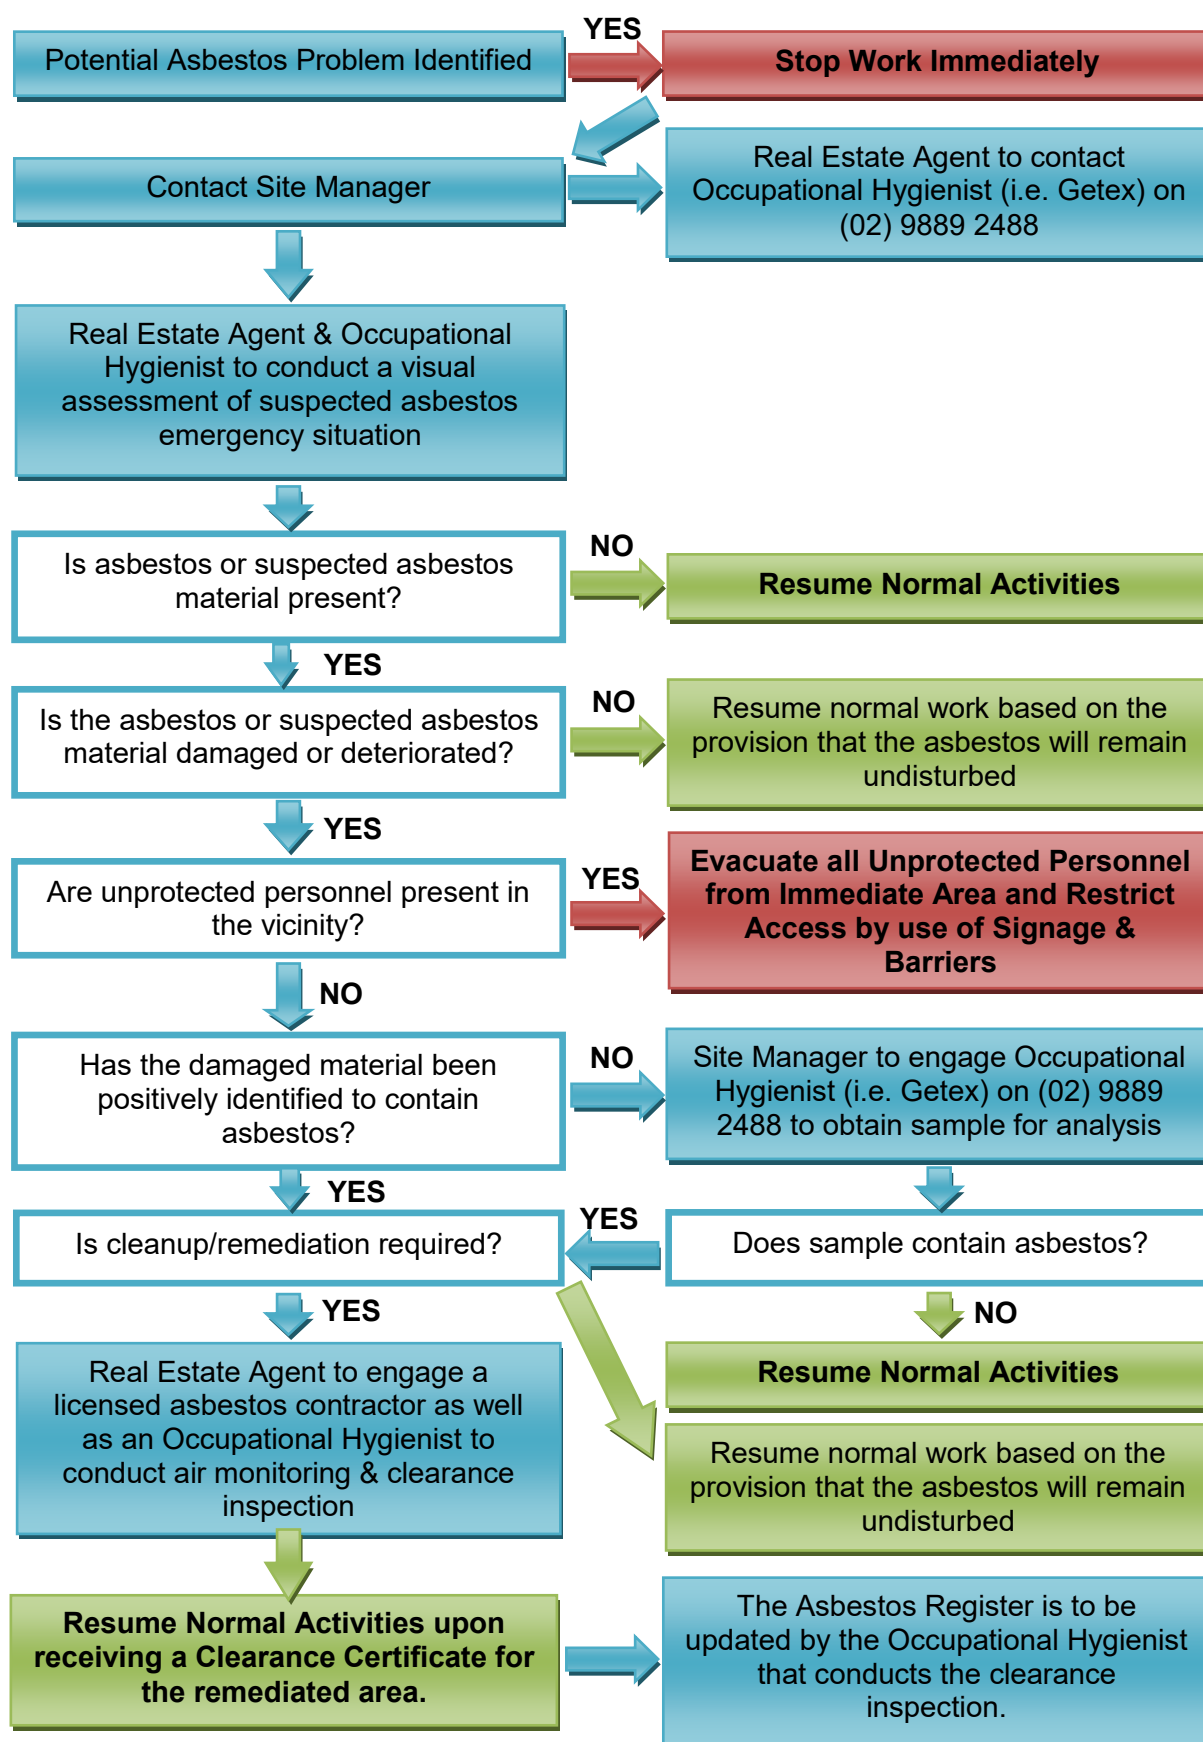 YES
Potential Asbestos Problem Identified
Stop Work Immediately
Contact Site Manager
Real Estate Agent to contact
Occupational Hygienist (i.e. Getex) on
(02) 9889 2488
Real Estate Agent & Occupational
Hygienist to conduct a visual
assessment of suspected asbestos
emergency situation
Is asbestos or suspected asbestos
material present?
NO
Resume Normal Activities
YES
Is the asbestos or suspected asbestos
material damaged or deteriorated?
NO
Resume normal work based on the
provision that the asbestos will remain
undisturbed
YES
Are unprotected personnel present in
the vicinity?
YES
Evacuate all Unprotected Personnel
from Immediate Area and Restrict
Access by use of Signage &
Barriers
NO
Has the damaged material been
positively identified to contain
asbestos?
NO
Site Manager to engage Occupational
Hygienist (i.e. Getex) on (02) 9889
2488 to obtain sample for analysis
YES
Is cleanup/remediation required?
YES
Does sample contain asbestos?
YES
NO
Real Estate Agent to engage a
licensed asbestos contractor as well
as an Occupational Hygienist to
conduct air monitoring & clearance
inspection
Resume Normal Activities
Resume normal work based on the
provision that the asbestos will remain
undisturbed
Resume Normal Activities upon
receiving a Clearance Certificate for
the remediated area.
The Asbestos Register is to be
updated by the Occupational Hygienist
that conducts the clearance
inspection.